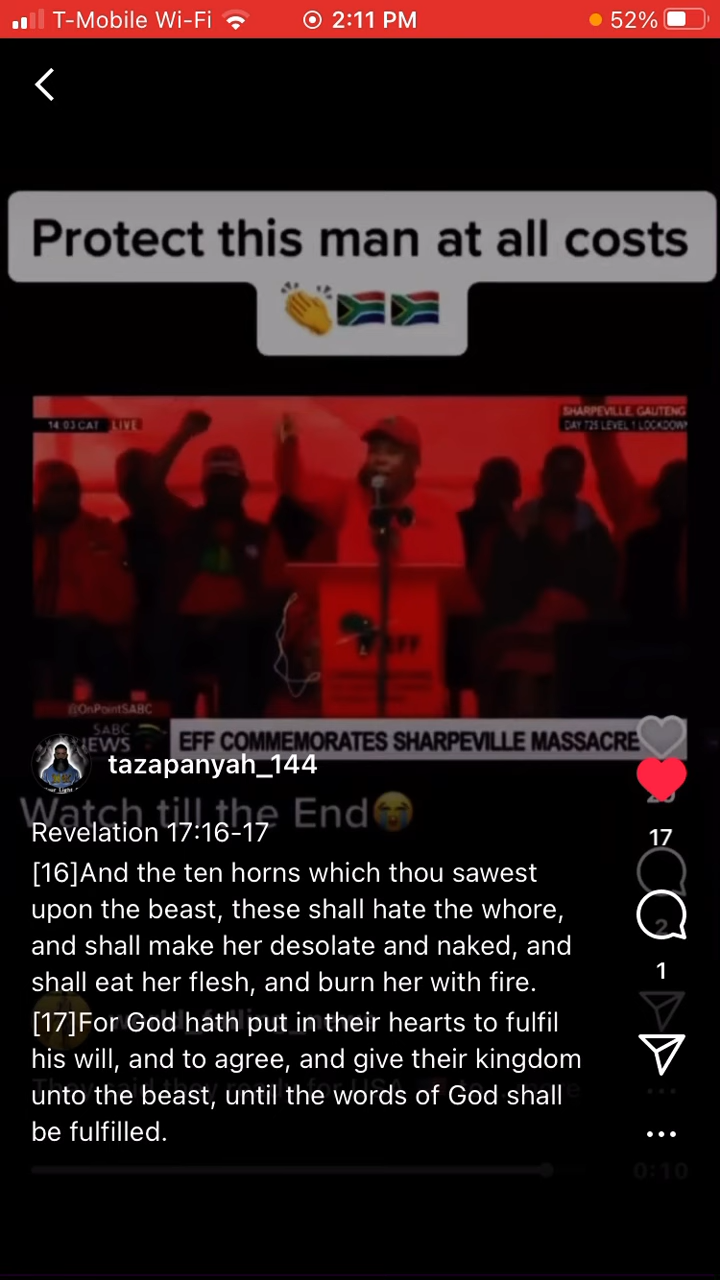 T-Mobile Wi-Fi 2:11 PM 52%
Protect this man at all costs
14:03 CAT LIVE
SHARPEVILLE, GAUTENG
DAY 725 LEVEL 1 LOCKDOWN
EFF
@OnPointSABC
SABC
NEWS
EFF COMMEMORATES SHARPEVILLE MASSACRE
tazapanyah_144
Watch till the End
17
Revelation 17:16-17
[16]And the ten horns which thou sawest
upon the beast, these shall hate the whore,
and shall make her desolate and naked, and
shall eat her flesh, and burn her with fire.
[17]For God hath put in their hearts to fulfil
his will, and to agree, and give their kingdom
unto the beast, until the words of God shall
be fulfilled.
2
1
0:10